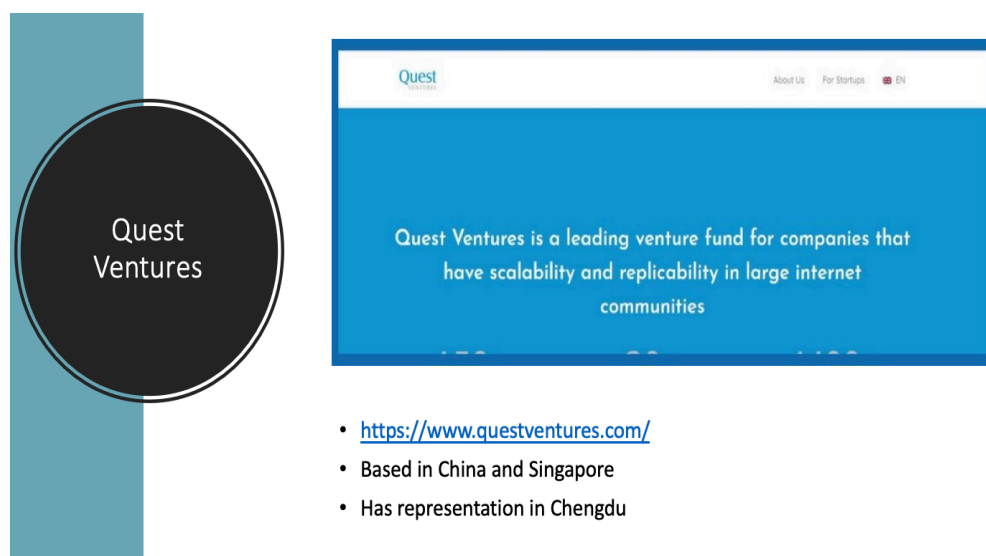 Quest
Ventures
Quest
VENTURES
About Us For Startups EN
Quest Ventures is a leading venture fund for companies that
have scalability and replicability in large internet
communities
• https://www.questventures.com/
• Based in China and Singapore
• Has representation in Chengdu